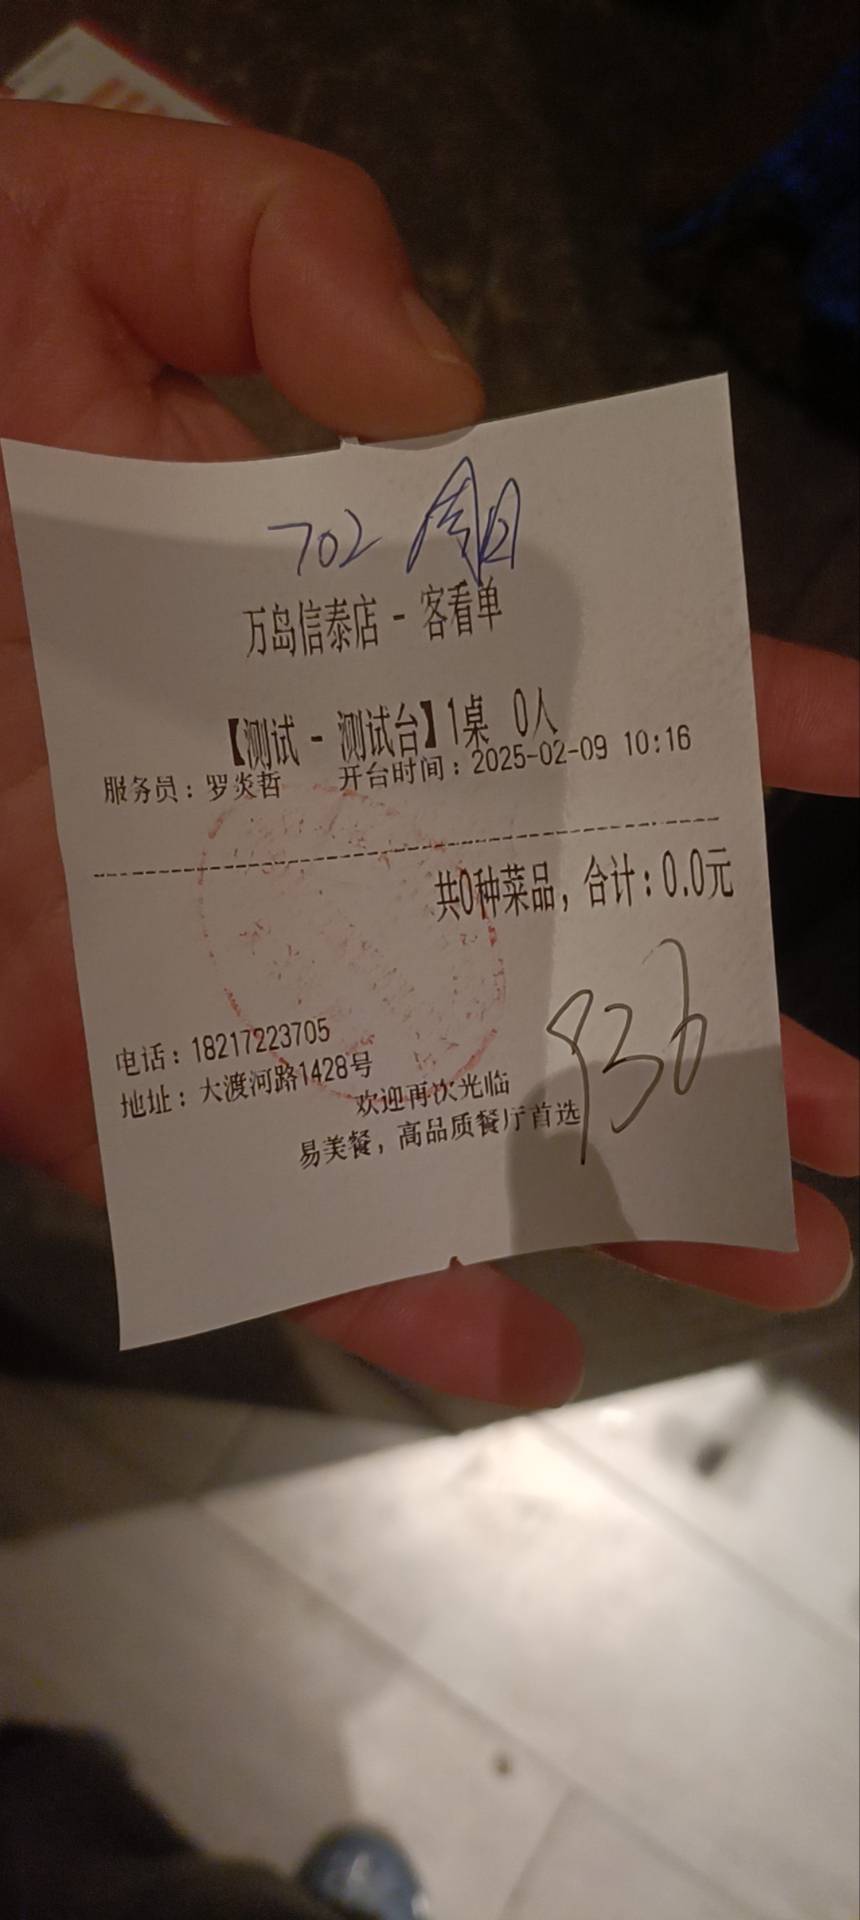 702 周日
万岛信泰店 - 客看单
【测试 - 测试台】1桌 0人
服务员：罗炎哲 开台时间：2025-02-09 10:16
共0种菜品，合计：0.0元
936
电话：18217223705
地址：大渡河路1428号
欢迎再次光临
易美餐，高品质餐厅首选